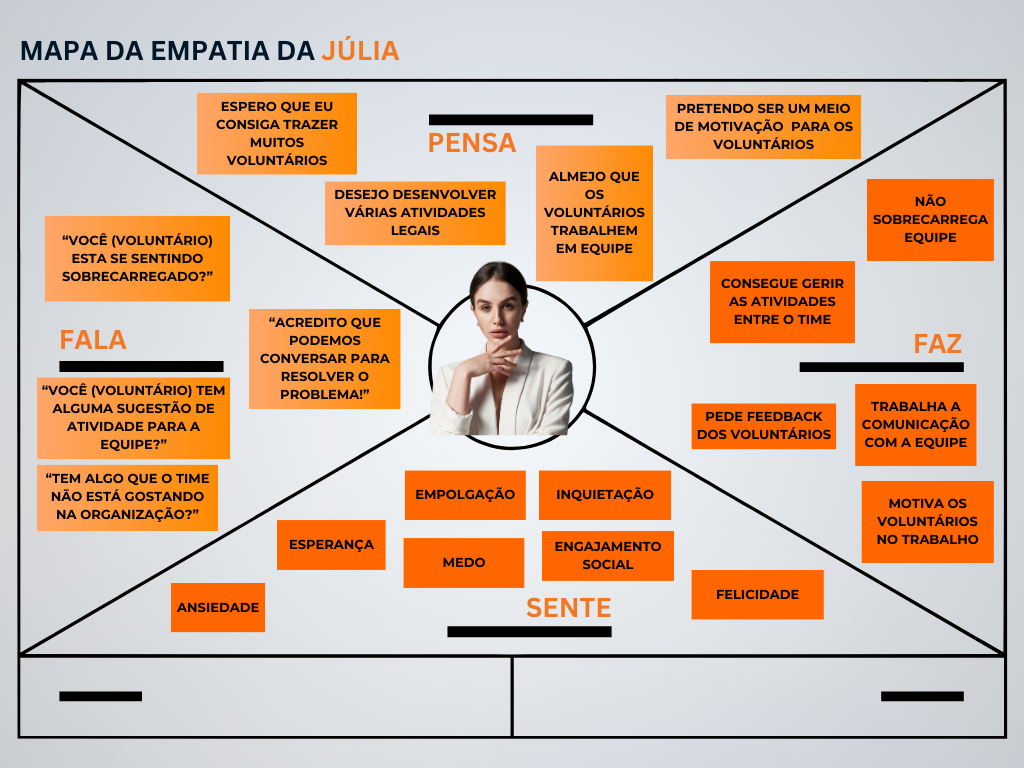 MAPA DA EMPATIA DA JÚLIA
ESPERO QUE EU
CONSIGA TRAZER
MUITOS
VOLUNTÁRIOS
PENSA
PRETENDO SER UM MEIO
DE MOTIVAÇÃO PARA OS
VOLUNTÁRIOS
DESEJO DESENVOLVER
VÁRIAS ATIVIDADES
LEGAIS
ALMEJO QUE
OS
VOLUNTÁRIOS
TRABALHEM
EM EQUIPE
“VOCÊ (VOLUNTÁRIO)
ESTA SE SENTINDO
SOBRECARREGADO?”
FALA
“ACREDITO QUE
PODEMOS
CONVERSAR PARA
RESOLVER O
PROBLEMA!”
“VOCÊ (VOLUNTÁRIO) TEM
ALGUMA SUGESTÃO DE
ATIVIDADE PARA A
EQUIPE?”
“TEM ALGO QUE O TIME
NÃO ESTÁ GOSTANDO
NA ORGANIZAÇÃO?”
NÃO
SOBRECARREGA
EQUIPE
CONSEGUE GERIR
AS ATIVIDADES
ENTRE O TIME
FAZ
PEDE FEEDBACK
DOS VOLUNTÁRIOS
TRABALHA A
COMUNICAÇÃO
COM A EQUIPE
MOTIVA OS
VOLUNTÁRIOS
NO TRABALHO
EMPOLGAÇÃO
INQUIETAÇÃO
ESPERANÇA
MEDO
ENGAJAMENTO
SOCIAL
ANSIEDADE
FELICIDADE
SENTE